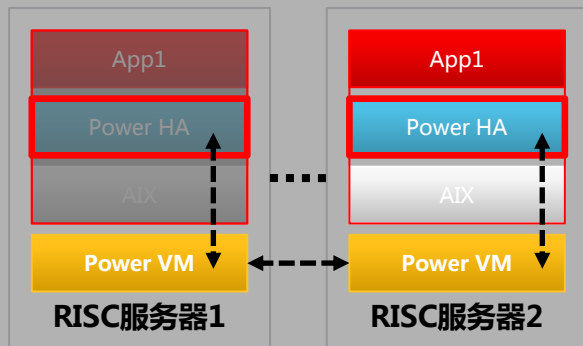 App1
Power HA
AIX
Power VM
RISC服务器1
App1
Power HA
AIX
Power VM
RISC服务器2